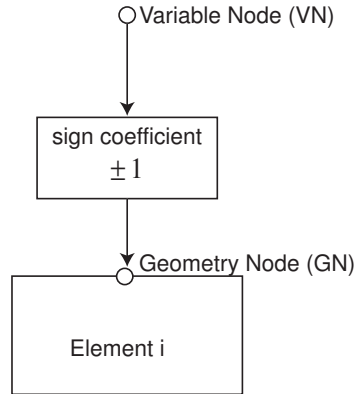 Variable Node (VN)
sign coefficient
±1
Geometry Node (GN)
Element i